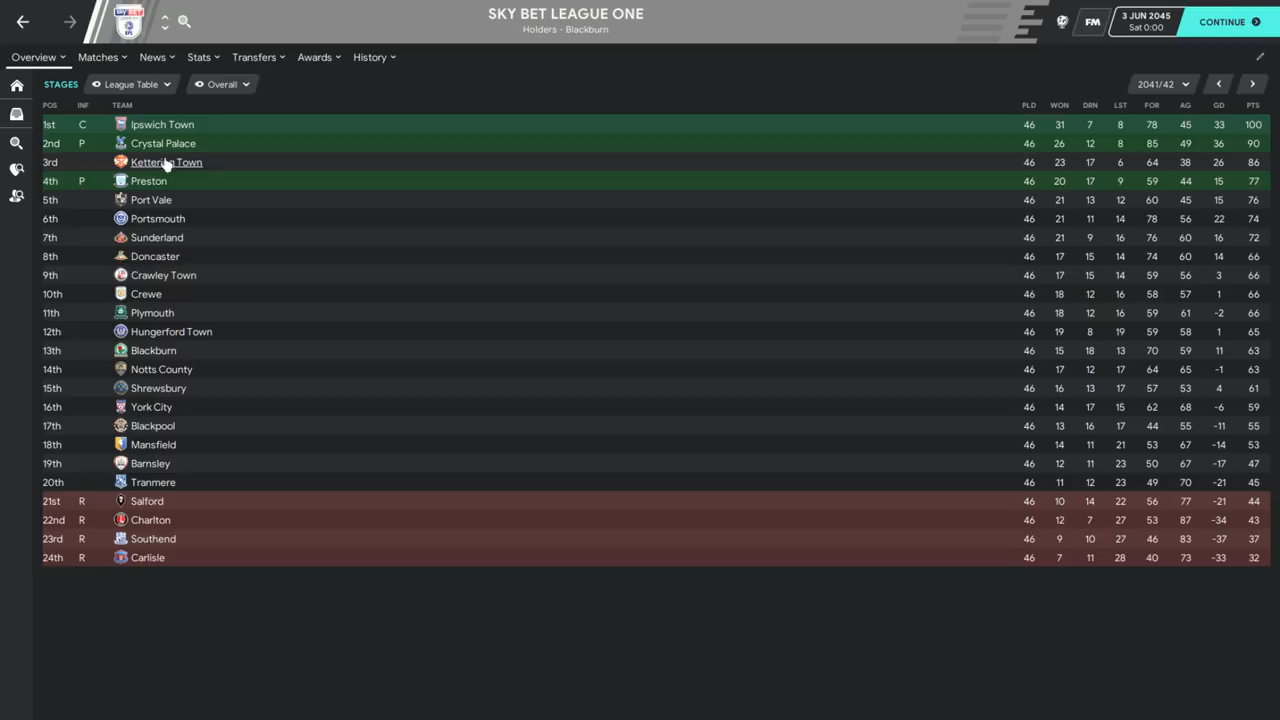 SKY BET LEAGUE ONE
Holders - Blackburn
3 JUN 2045
Sat 0:00
FM
CONTINUE
Overview Matches News Stats Transfers Awards History
STAGES League Table Overall 2041/42
POS INF TEAM PLD WON DRN LST FOR AG GD PTS
1st C Ipswich Town 46 31 7 8 78 45 33 100
2nd P Crystal Palace 46 26 12 8 85 49 36 90
3rd Kettering Town 46 23 17 6 64 38 26 86
4th P Preston 46 20 17 9 59 44 15 77
5th Port Vale 46 21 13 12 60 45 15 76
6th Portsmouth 46 21 11 14 78 56 22 74
7th Sunderland 46 21 9 16 76 60 16 72
8th Doncaster 46 17 15 14 74 60 14 66
9th Crawley Town 46 17 15 14 59 56 3 66
10th Crewe 46 18 12 16 58 57 1 66
11th Plymouth 46 18 12 16 59 61 -2 66
12th Hungerford Town 46 19 8 19 59 58 1 65
13th Blackburn 46 15 18 13 70 59 11 63
14th Notts County 46 17 12 17 64 65 -1 63
15th Shrewsbury 46 16 13 17 57 53 4 61
16th York City 46 14 17 15 62 68 -6 59
17th Blackpool 46 13 16 17 44 55 -11 55
18th Mansfield 46 14 11 21 53 67 -14 53
19th Barnsley 46 12 11 23 50 67 -17 47
20th Tranmere 46 11 12 23 49 70 -21 45
21st R Salford 46 10 14 22 56 77 -21 44
22nd R Charlton 46 12 7 27 53 87 -34 43
23rd R Southend 46 9 10 27 46 83 -37 37
24th R Carlisle 46 7 11 28 40 73 -33 32